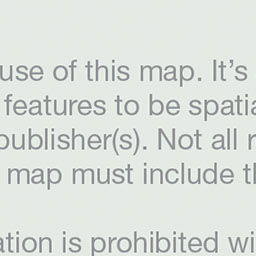 use of this map. It's
features to be spatia
publisher(s). Not all r
map must include th
ation is prohibited wi